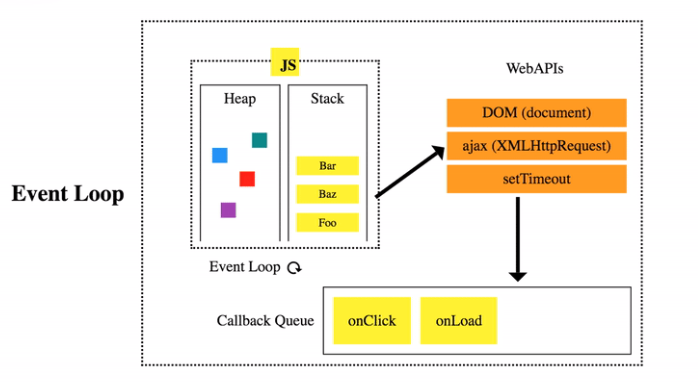 Event Loop
JS
Heap
Stack
Bar
Baz
Foo
Event Loop
WebAPIs
DOM (document)
ajax (XMLHttpRequest)
setTimeout
Callback Queue
onClick
onLoad